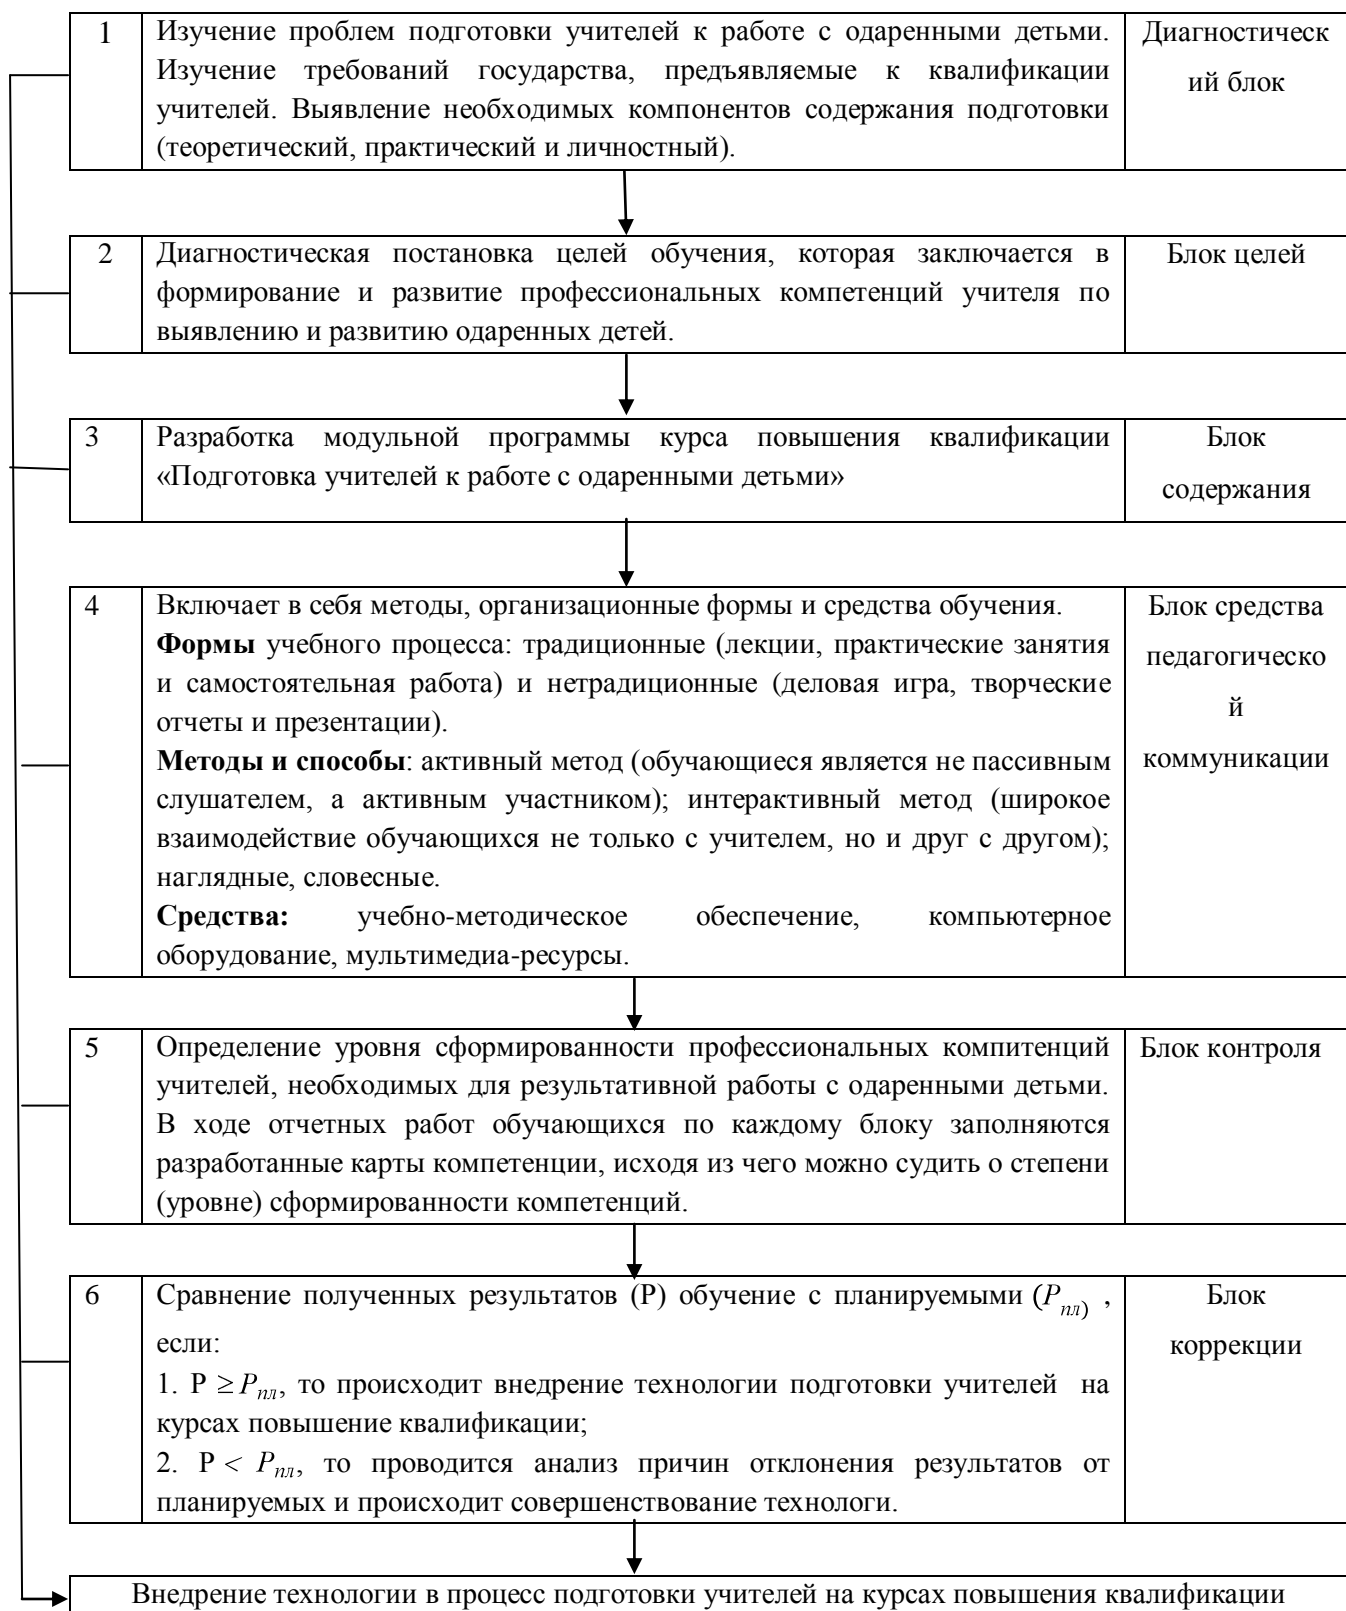 1
Изучение проблем подготовки учителей к работе с одаренными детьми.
Изучение требований государства, предъявляемые к квалификации
учителей. Выявление необходимых компонентов содержания подготовки
(теоретический, практический и личностный).
Диагностическ
ий блок
2
Диагностическая постановка целей обучения, которая заключается в
формирование и развитие профессиональных компетенций учителя по
выявлению и развитию одаренных детей.
Блок целей
3
Разработка модульной программы курса повышения квалификации
«Подготовка учителей к работе с одаренными детьми»
Блок
содержания
4
Включает в себя методы, организационные формы и средства обучения.
Формы учебного процесса: традиционные (лекции, практические занятия
и самостоятельная работа) и нетрадиционные (деловая игра, творческие
отчеты и презентации).
Методы и способы: активный метод (обучающиеся является не пассивным
слушателем, а активным участником); интерактивный метод (широкое
взаимодействие обучающихся не только с учителем, но и друг с другом);
наглядные, словесные.
Средства: учебно-методическое обеспечение, компьютерное
оборудование, мультимедиа-ресурсы.
Блок средства
педагогическо
й
коммуникации
5
Определение уровня сформированности профессиональных компитенций
учителей, необходимых для результативной работы с одаренными детьми.
В ходе отчетных работ обучающихся по каждому блоку заполняются
разработанные карты компетенции, исходя из чего можно судить о степени
(уровне) сформированности компетенций.
Блок контроля
6
Сравнение полученных результатов (Р) обучение с планируемыми (P_пл) ,
если:
1. P ≥ P_пл, то происходит внедрение технологии подготовки учителей на
курсах повышение квалификации;
2. P < P_пл, то проводится анализ причин отклонения результатов от
планируемых и происходит совершенствование технологи.
Блок
коррекции
Внедрение технологии в процесс подготовки учителей на курсах повышения квалификации